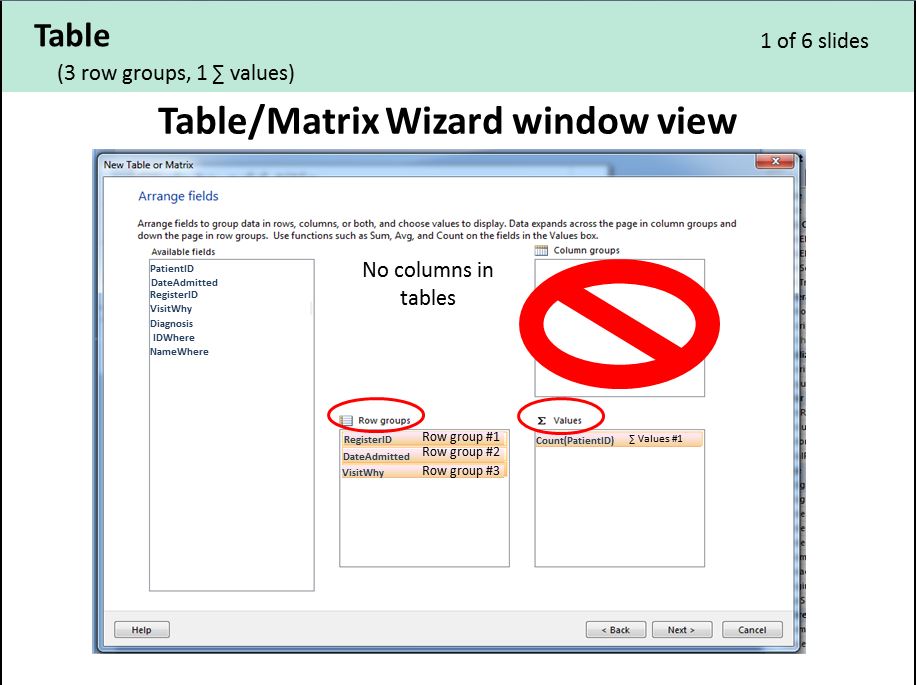 Table
1 of 6 slides
(3 row groups, 1 ∑ values)
Table/Matrix Wizard window view
New Table or Matrix
x
Arrange fields
Arrange fields to group data in rows, columns, or both, and choose values to display. Data expands across the page in column groups and
down the page in row groups. Use functions such as Sum, Avg, and Count on the fields in the Values box.
Available fields
Column groups
PatientID
DateAdmitted
RegisterID
VisitWhy
Diagnosis
IDWhere
NameWhere
No columns in
tables
Row groups
RegisterID Row group #1
DateAdmitted Row group #2
VisitWhy Row group #3
Σ Values
Count(PatientID) ∑ Values #1
Help
< Back
Next >
Cancel